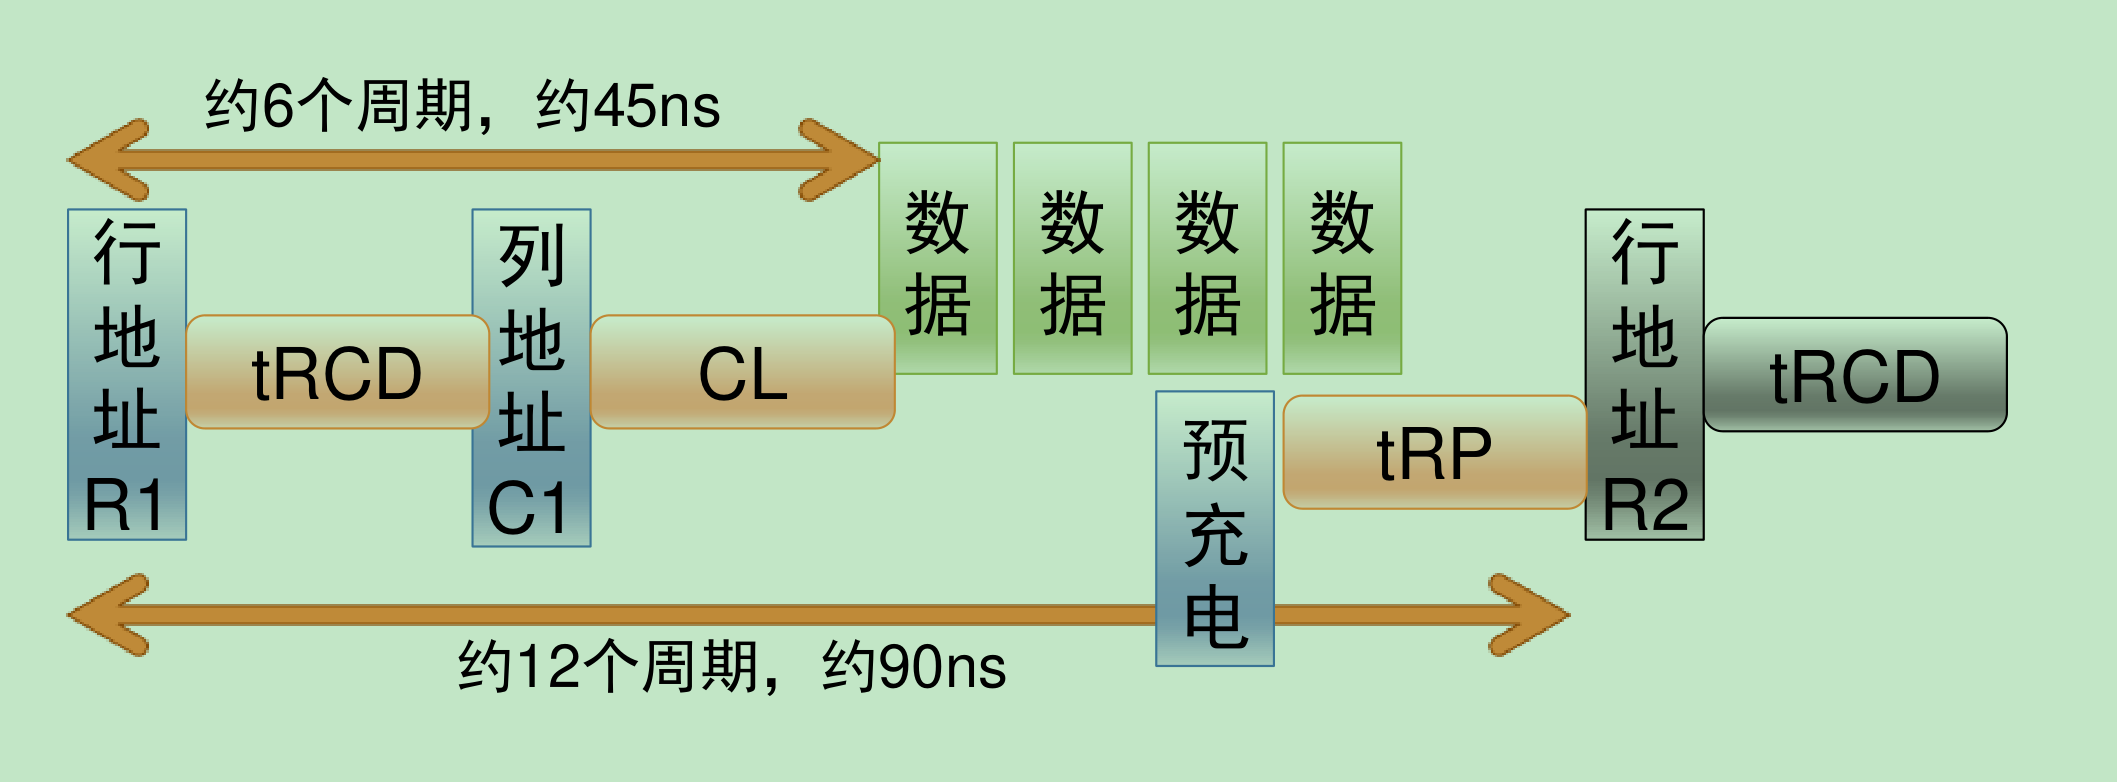 约6个周期，约45ns
行地址R1
tRCD
列地址C1
CL
数据
数据
数据
数据
预充电
tRP
行地址R2
tRCD
约12个周期，约90ns